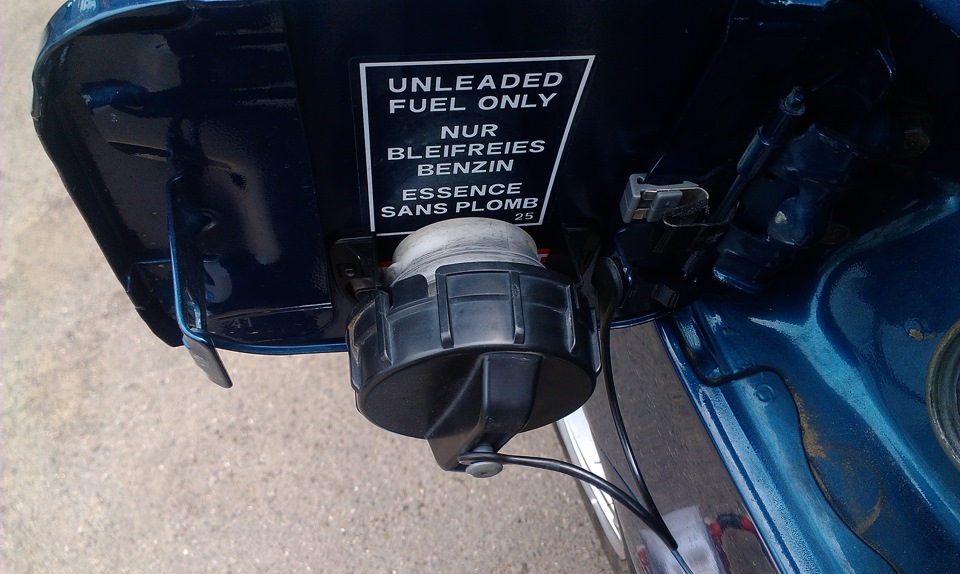 UNLEADED
FUEL ONLY
NUR
BLEIFREIES
BENZIN
ESSENCE
SANS PLOMB
25